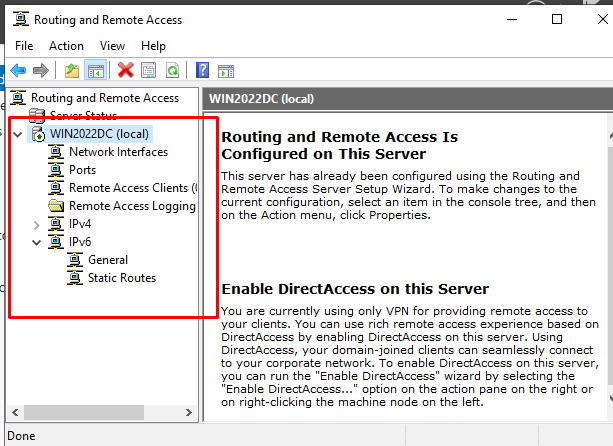 Routing and Remote Access
File Action View Help
Routing and Remote Access
Server Status
WIN2022DC (local)
Network Interfaces
Ports
Remote Access Clients (
Remote Access Logging
IPv4
IPv6
General
Static Routes
WIN2022DC (local)
Routing and Remote Access Is
Configured on This Server
This server has already been configured using the Routing and
Remote Access Server Setup Wizard. To make changes to the
current configuration, select an item in the console tree, and then
on the Action menu, click Properties.
Enable DirectAccess on this Server
You are currently using only VPN for providing remote access to
your clients. You can use rich remote access experience based on
DirectAccess by enabling DirectAccess on this server. Using
DirectAccess, your domain-joined clients can seamlessly connect
to your corporate network. To enable DirectAccess on this server,
you can run the "Enable DirectAccess" wizard by selecting the
"Enable DirectAccess..." option on the action pane on the right or
on right-clicking the machine node on the left.
Done